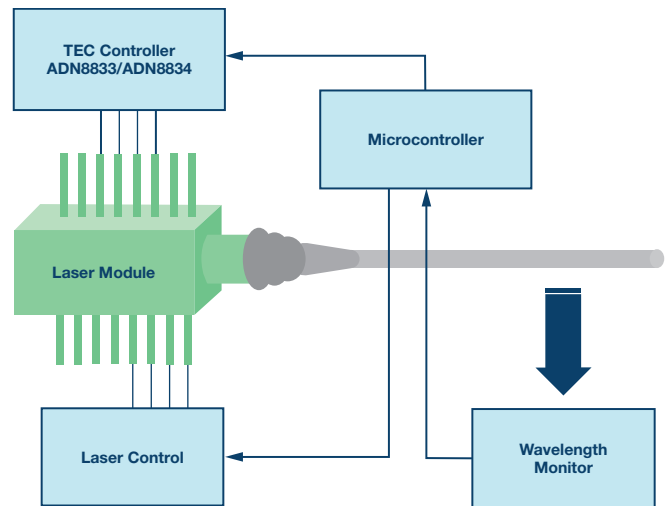 TEC Controller
ADN8833/ADN8834
Microcontroller
Laser Module
Laser Control
Wavelength
Monitor